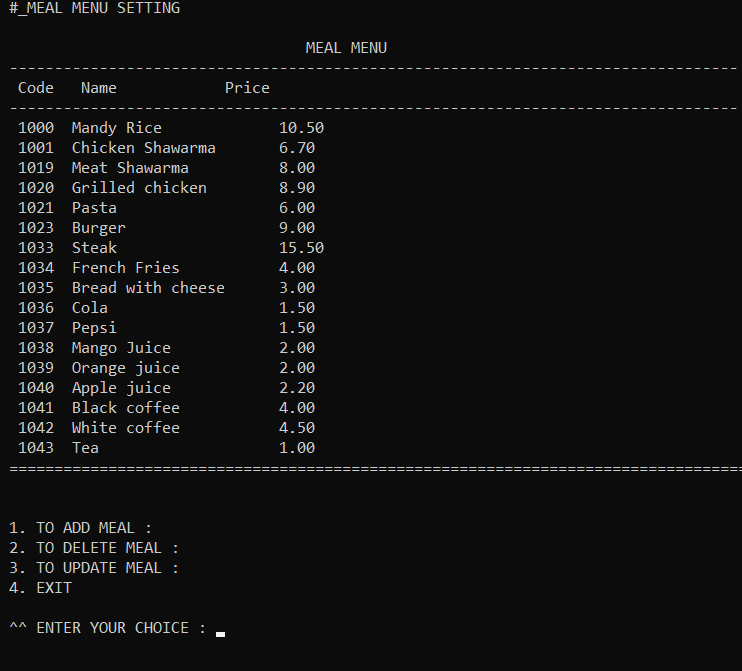 #_MEAL MENU SETTING
MEAL MENU
---------------------------------------------------------------------------------
Code   Name            Price
---------------------------------------------------------------------------------
1000  Mandy Rice             10.50
1001  Chicken Shawarma       6.70
1019  Meat Shawarma          8.00
1020  Grilled chicken        8.90
1021  Pasta                  6.00
1023  Burger                 9.00
1033  Steak                  15.50
1034  French Fries           4.00
1035  Bread with cheese      3.00
1036  Cola                   1.50
1037  Pepsi                  1.50
1038  Mango Juice            2.00
1039  Orange juice           2.00
1040  Apple juice            2.20
1041  Black coffee           4.00
1042  White coffee           4.50
1043  Tea                    1.00
==================================================================================
1. TO ADD MEAL :
2. TO DELETE MEAL :
3. TO UPDATE MEAL :
4. EXIT
^^ ENTER YOUR CHOICE :